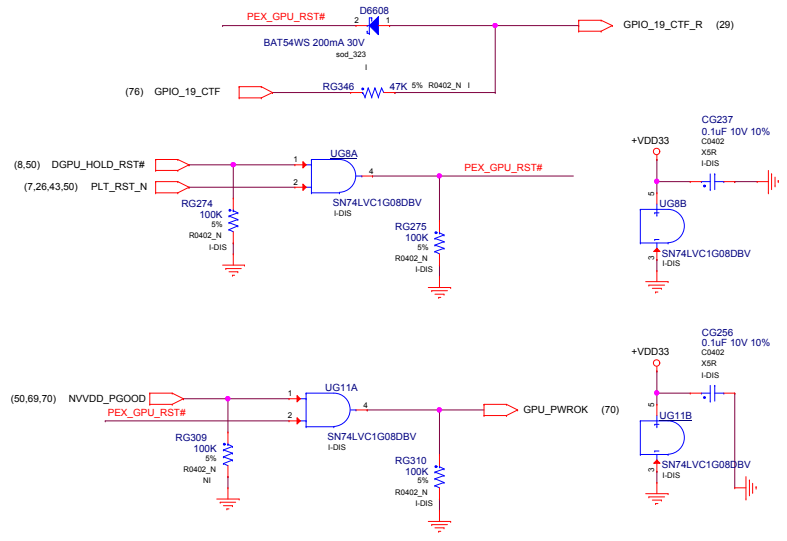 D6608
PEX_GPU_RST#
2
1
GPIO_19_CTF_R (29)
BAT54WS 200mA 30V
sod_323
I
(76) GPIO_19_CTF
RG346
47K 5% R0402_N I
CG237
0.1uF 10V 10%
C0402
X5R
I-DIS
+VDD33
(8,50) DGPU_HOLD_RST#
1
UG8A
4
PEX_GPU_RST#
(7,26,43,50) PLT_RST_N
2
SN74LVC1G08DBV
I-DIS
RG274
100K
5%
R0402_N
I-DIS
RG275
100K
5%
R0402_N
I-DIS
5
UG8B
3
SN74LVC1G08DBV
I-DIS
CG256
0.1uF 10V 10%
C0402
X5R
I-DIS
+VDD33
(50,69,70) NVVDD_PGOOD
1
UG11A
4
GPU_PWROK (70)
PEX_GPU_RST#
2
SN74LVC1G08DBV
I-DIS
RG309
100K
5%
R0402_N
NI
RG310
100K
5%
R0402_N
I-DIS
5
UG11B
3
SN74LVC1G08DBV
I-DIS